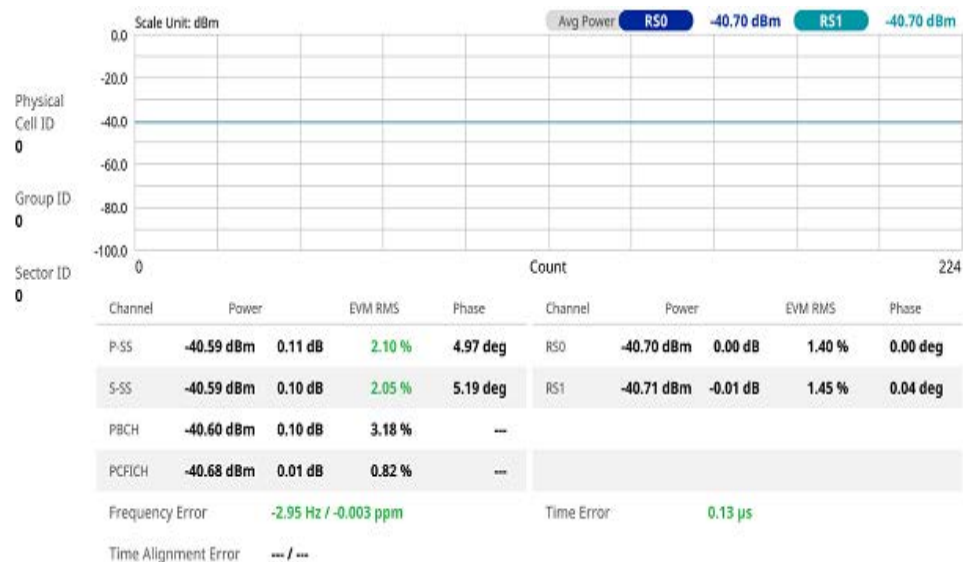 Scale Unit: dBm
Avg Power RS0 -40.70 dBm RS1 -40.70 dBm
0.0
-20.0
-40.0
-60.0
-80.0
-100.0
0 Count 224
Physical
Cell ID
0
Group ID
0
Sector ID
0
Channel Power EVM RMS Phase Channel Power EVM RMS Phase
P-SS -40.59 dBm 0.11 dB 2.10 % 4.97 deg RS0 -40.70 dBm 0.00 dB 1.40 % 0.00 deg
S-SS -40.59 dBm 0.10 dB 2.05 % 5.19 deg RS1 -40.71 dBm -0.01 dB 1.45 % 0.04 deg
PBCH -40.60 dBm 0.10 dB 3.18 % ---
PCFICH -40.68 dBm 0.01 dB 0.82 % ---
Frequency Error -2.95 Hz / -0.003 ppm Time Error 0.13 µs
Time Alignment Error --- / ---